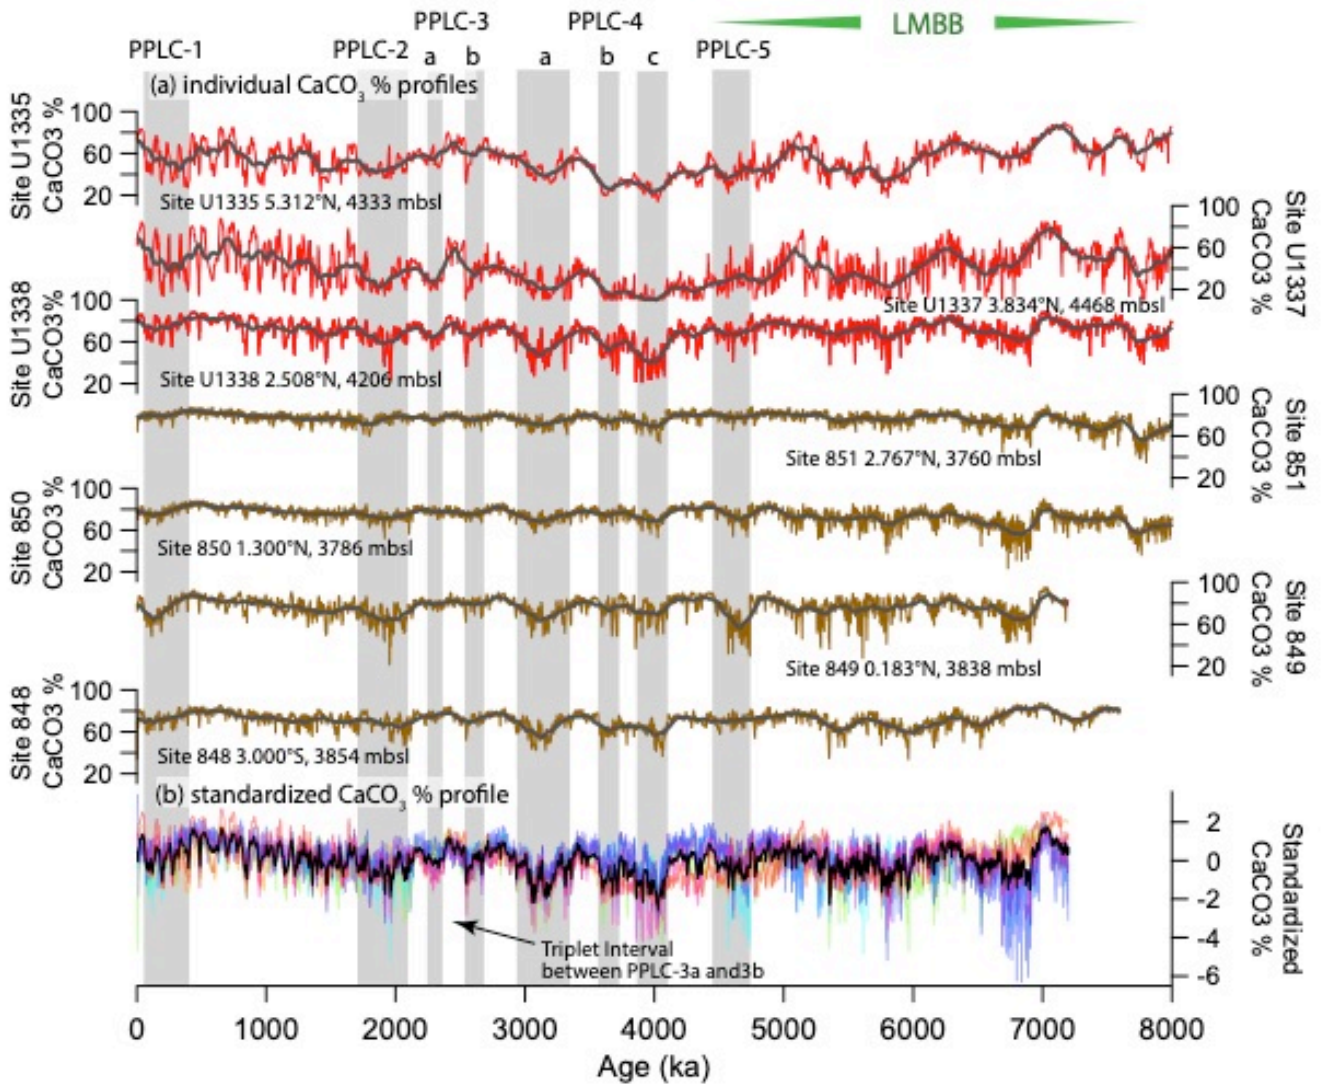 PPLC-3 PPLC-4 LMBB
PPLC-1 PPLC-2 a b a b c PPLC-5
(a) individual CaCO3 % profiles
Site U1335
CaCO3 %
100
60
20
Site U1335 5.312°N, 4333 mbsl
Site U1337
CaCO3 %
100
60
20
Site U1337 3.834°N, 4468 mbsl
Site U1338
CaCO3%
100
60
20
Site U1338 2.508°N, 4206 mbsl
Site 851
CaCO3 %
100
60
20
Site 851 2.767°N, 3760 mbsl
Site 850
CaCO3 %
100
60
20
Site 850 1.300°N, 3786 mbsl
Site 849
CaCO3 %
100
60
20
Site 849 0.183°N, 3838 mbsl
Site 848
CaCO3 %
100
60
20
Site 848 3.000°S, 3854 mbsl
(b) standardized CaCO3 % profile
Standardized
CaCO3 %
2
0
-2
-4
-6
Triplet Interval
between PPLC-3a and3b
0 1000 2000 3000 4000 5000 6000 7000 8000
Age (ka)